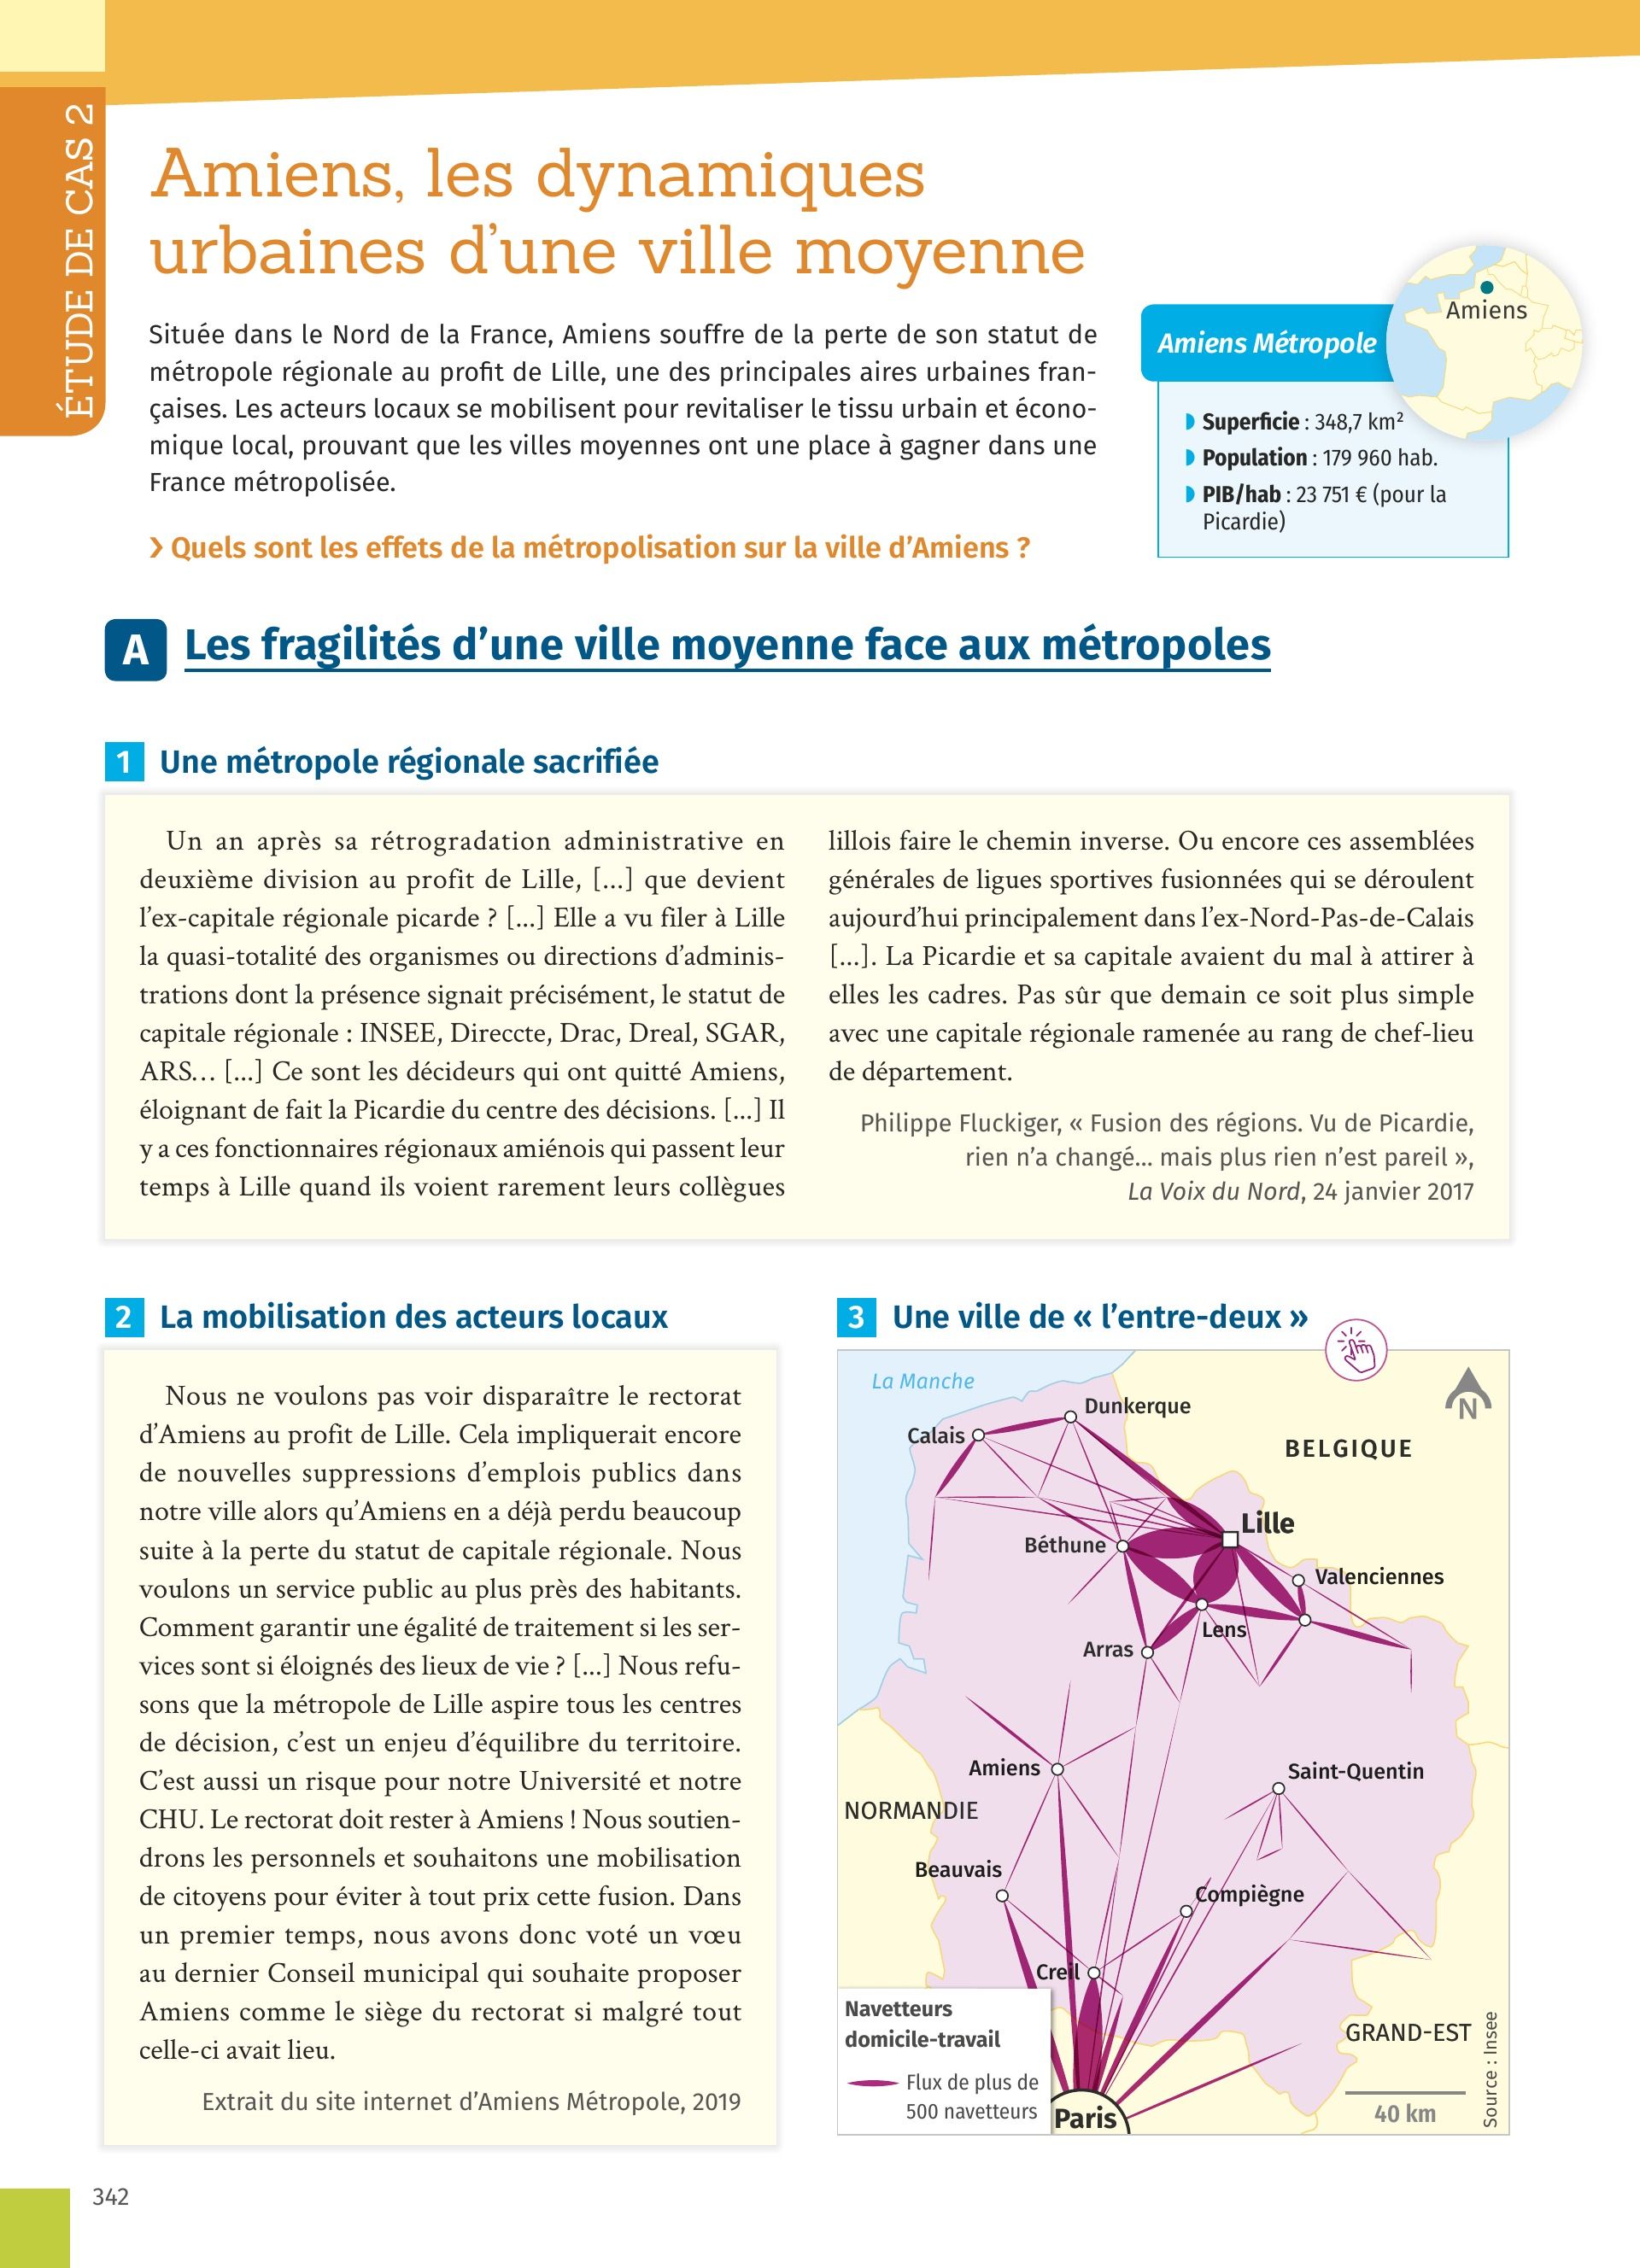 ÉTUDE DE CAS 2
Amiens, les dynamiques
urbaines d'une ville moyenne
Située dans le Nord de la France, Amiens souffre de la perte de son statut de
métropole régionale au profit de Lille, une des principales aires urbaines fran-
çaises. Les acteurs locaux se mobilisent pour revitaliser le tissu urbain et écono-
mique local, prouvant que les villes moyennes ont une place à gagner dans une
France métropolisée.
❯ Quels sont les effets de la métropolisation sur la ville d'Amiens ?
Amiens
Amiens Métropole
Superficie : 348,7 km²
Population : 179 960 hab.
PIB/hab : 23 751 € (pour la
Picardie)
A Les fragilités d'une ville moyenne face aux métropoles
1 Une métropole régionale sacrifiée
Un an après sa rétrogradation administrative en
deuxième division au profit de Lille, [...] que devient
l'ex-capitale régionale picarde ? [...] Elle a vu filer à Lille
la quasi-totalité des organismes ou directions d'adminis-
trations dont la présence signait précisément, le statut de
capitale régionale : INSEE, Direccte, Drac, Dreal, SGAR,
ARS… [...] Ce sont les décideurs qui ont quitté Amiens,
éloignant de fait la Picardie du centre des décisions. [...] Il
y a ces fonctionnaires régionaux amiénois qui passent leur
temps à Lille quand ils voient rarement leurs collègues
lillois faire le chemin inverse. Ou encore ces assemblées
générales de ligues sportives fusionnées qui se déroulent
aujourd'hui principalement dans l'ex-Nord-Pas-de-Calais
[...]. La Picardie et sa capitale avaient du mal à attirer à
elles les cadres. Pas sûr que demain ce soit plus simple
avec une capitale régionale ramenée au rang de chef-lieu
de département.
Philippe Fluckiger, « Fusion des régions. Vu de Picardie,
rien n'a changé… mais plus rien n'est pareil »,
La Voix du Nord, 24 janvier 2017
2 La mobilisation des acteurs locaux
Nous ne voulons pas voir disparaître le rectorat
d'Amiens au profit de Lille. Cela impliquerait encore
de nouvelles suppressions d'emplois publics dans
notre ville alors qu'Amiens en a déjà perdu beaucoup
suite à la perte du statut de capitale régionale. Nous
voulons un service public au plus près des habitants.
Comment garantir une égalité de traitement si les ser-
vices sont si éloignés des lieux de vie ? [...] Nous refu-
sons que la métropole de Lille aspire tous les centres
de décision, c'est un enjeu d'équilibre du territoire.
C'est aussi un risque pour notre Université et notre
CHU. Le rectorat doit rester à Amiens ! Nous soutien-
drons les personnels et souhaitons une mobilisation
de citoyens pour éviter à tout prix cette fusion. Dans
un premier temps, nous avons donc voté un vœu
au dernier Conseil municipal qui souhaite proposer
Amiens comme le siège du rectorat si malgré tout
celle-ci avait lieu.
Extrait du site internet d'Amiens Métropole, 2019
3 Une ville de « l'entre-deux »
La Manche
N
Dunkerque
Calais
BELGIQUE
Lille
Béthune
Valenciennes
Lens
Arras
Amiens
Saint-Quentin
NORMANDIE
Beauvais
Compiègne
Creil
Navetteurs
domicile-travail
Flux de plus de
500 navetteurs
Paris
GRAND-EST
40 km
Source : Insee
342